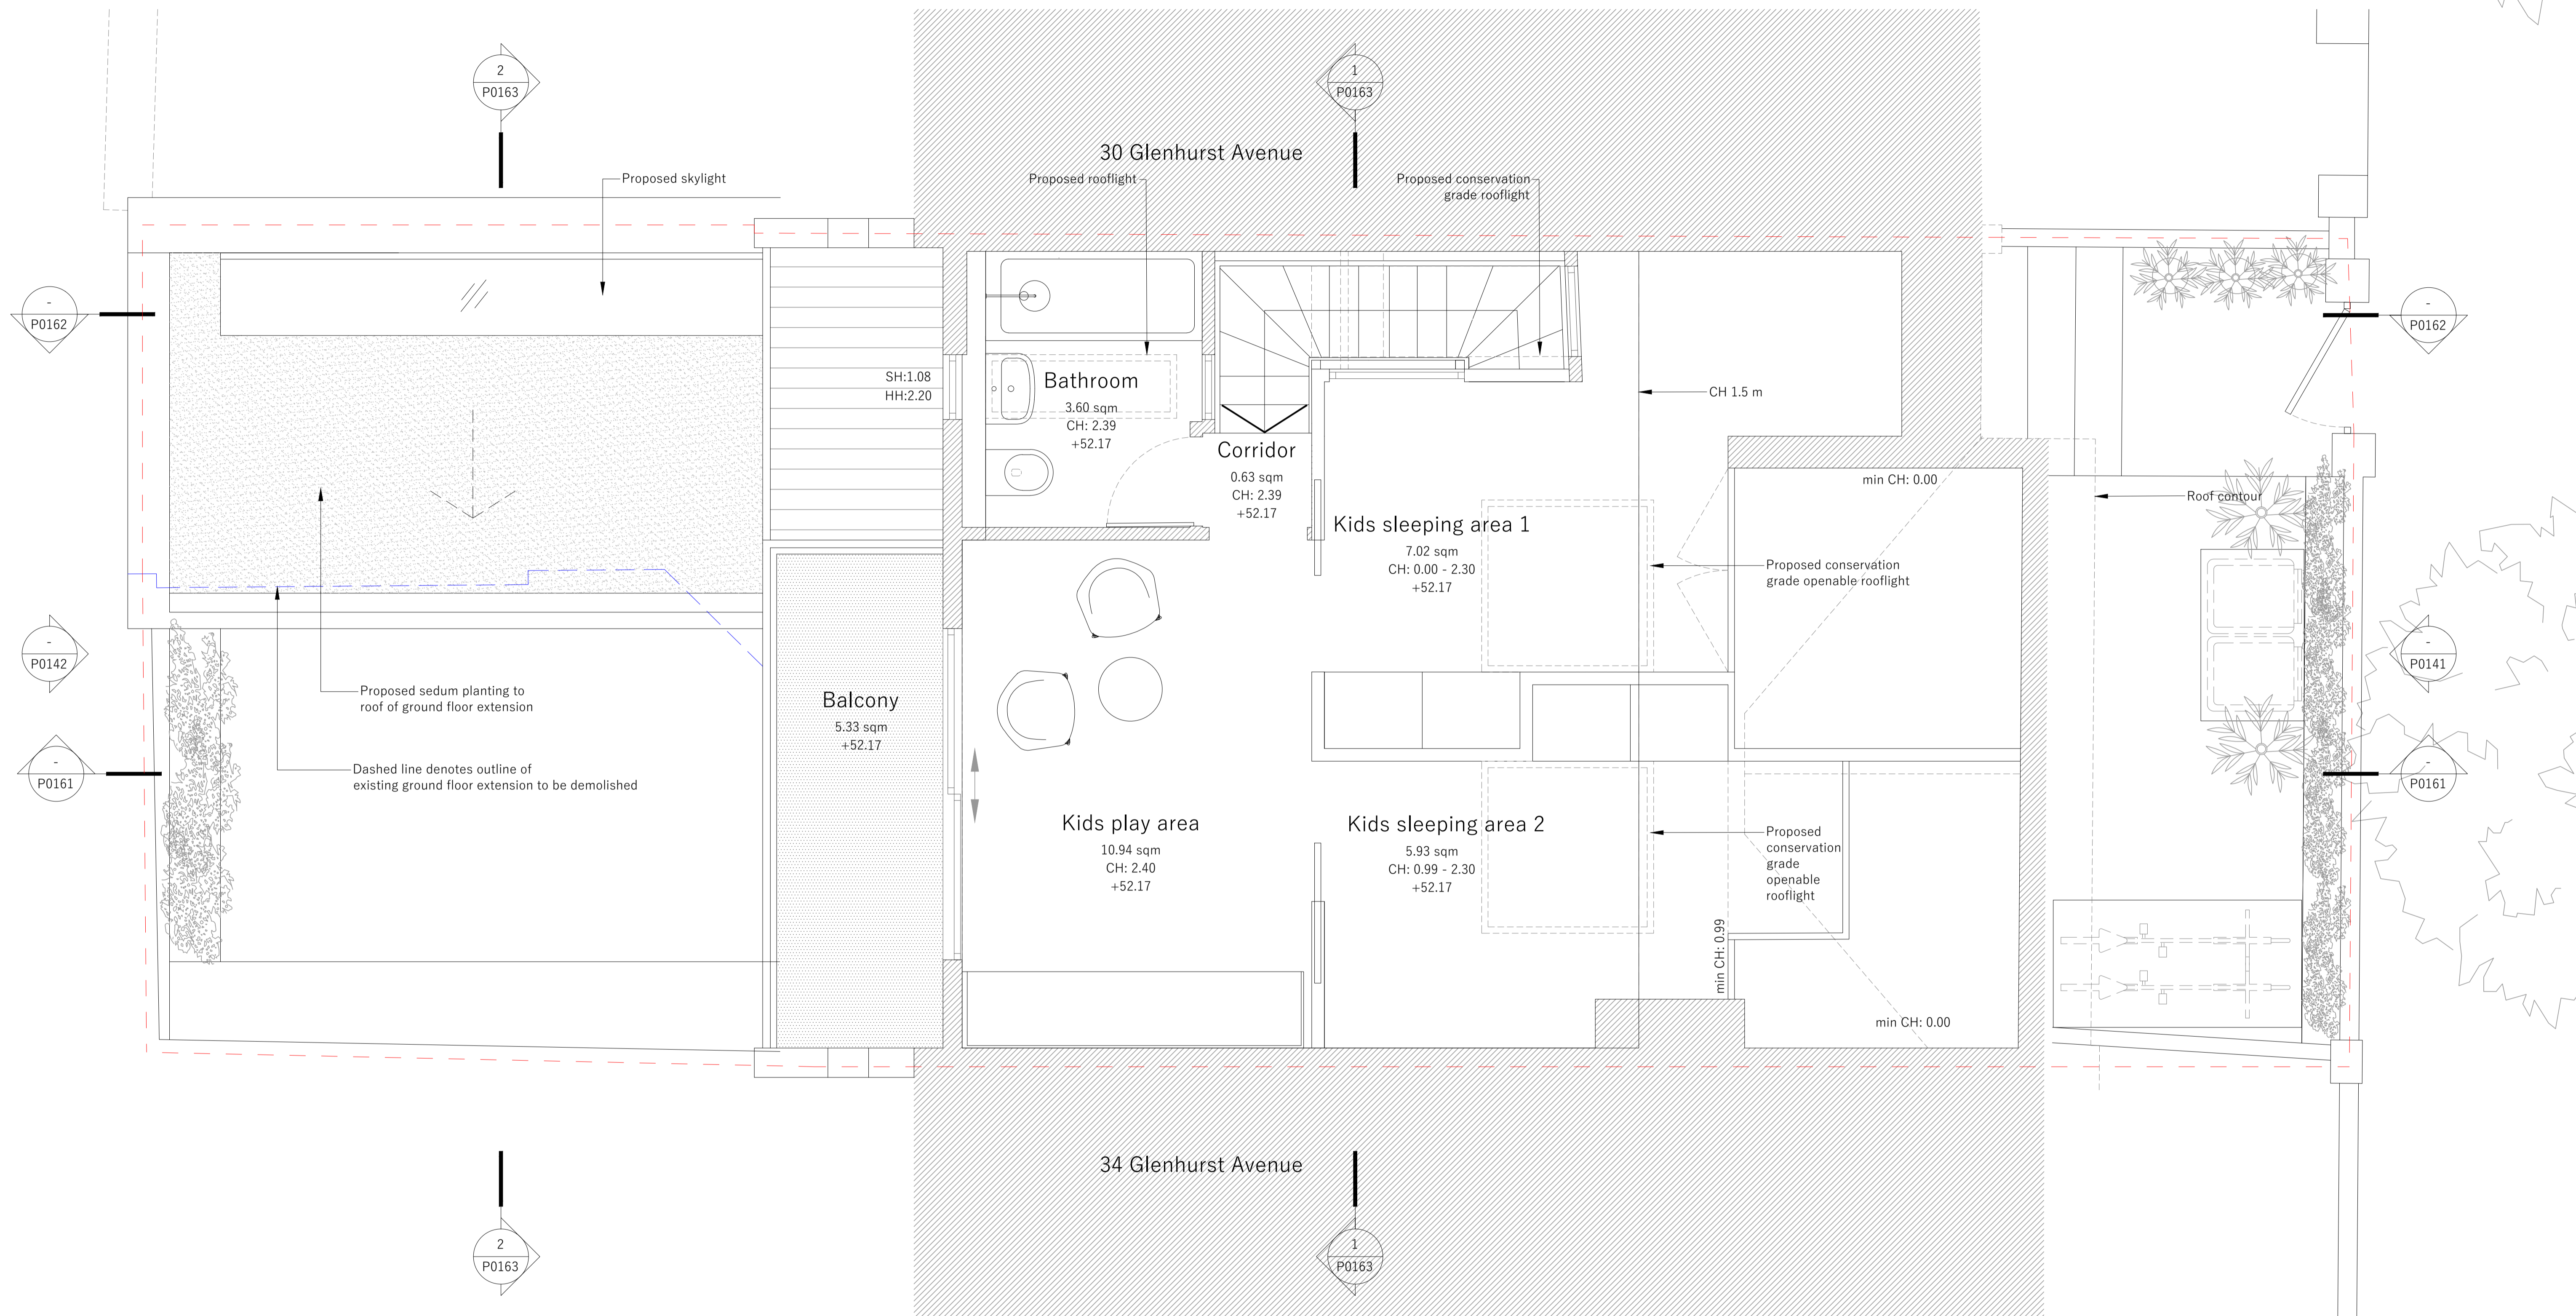 2
P0163
1
P0163
30 Glenhurst Avenue
Proposed skylight
Proposed rooflight
Proposed conservation
grade rooflight
-
P0162
-
P0162
SH:1.08
HH:2.20
Bathroom
3.60 sqm
CH: 2.39
+52.17
CH 1.5 m
Corridor
0.63 sqm
CH: 2.39
+52.17
min CH: 0.00
Roof contour
Kids sleeping area 1
7.02 sqm
CH: 0.00 - 2.30
+52.17
Proposed conservation
grade openable rooflight
-
P0142
-
P0141
Proposed sedum planting to
roof of ground floor extension
Balcony
5.33 sqm
+52.17
Dashed line denotes outline of
existing ground floor extension to be demolished
-
P0161
-
P0161
Kids play area
10.94 sqm
CH: 2.40
+52.17
Kids sleeping area 2
5.93 sqm
CH: 0.99 - 2.30
+52.17
Proposed
conservation
grade
openable
rooflight
min CH: 0.99
min CH: 0.00
34 Glenhurst Avenue
2
P0163
1
P0163